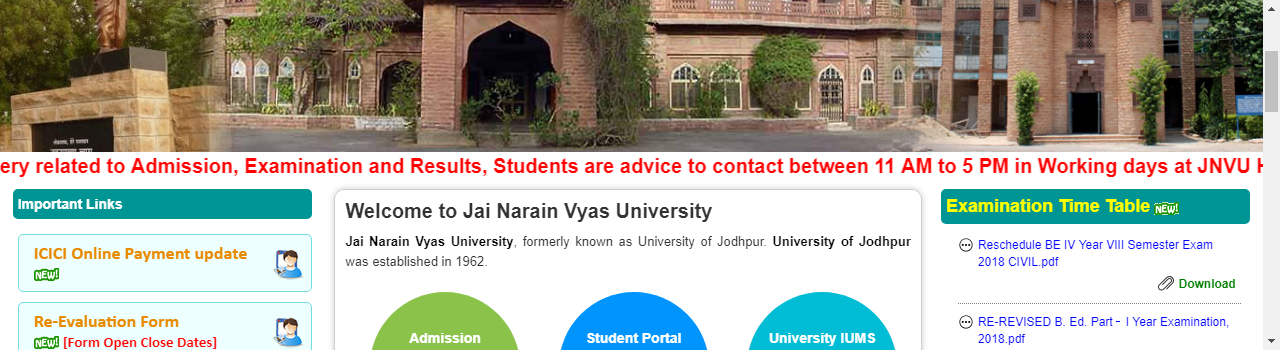 ery related to Admission, Examination and Results, Students are advice to contact between 11 AM to 5 PM in Working days at JNVU H
Important Links
ICICI Online Payment update
NEW!
Re-Evaluation Form
NEW! [Form Open Close Dates]
Welcome to Jai Narain Vyas University
Jai Narain Vyas University, formerly known as University of Jodhpur. University of Jodhpur
was established in 1962.
Admission
Student Portal
University IUMS
Examination Time Table NEW!
Reschedule BE IV Year VIII Semester Exam
2018 CIVIL.pdf
Download
RE-REVISED B. Ed. Part – I Year Examination,
2018.pdf